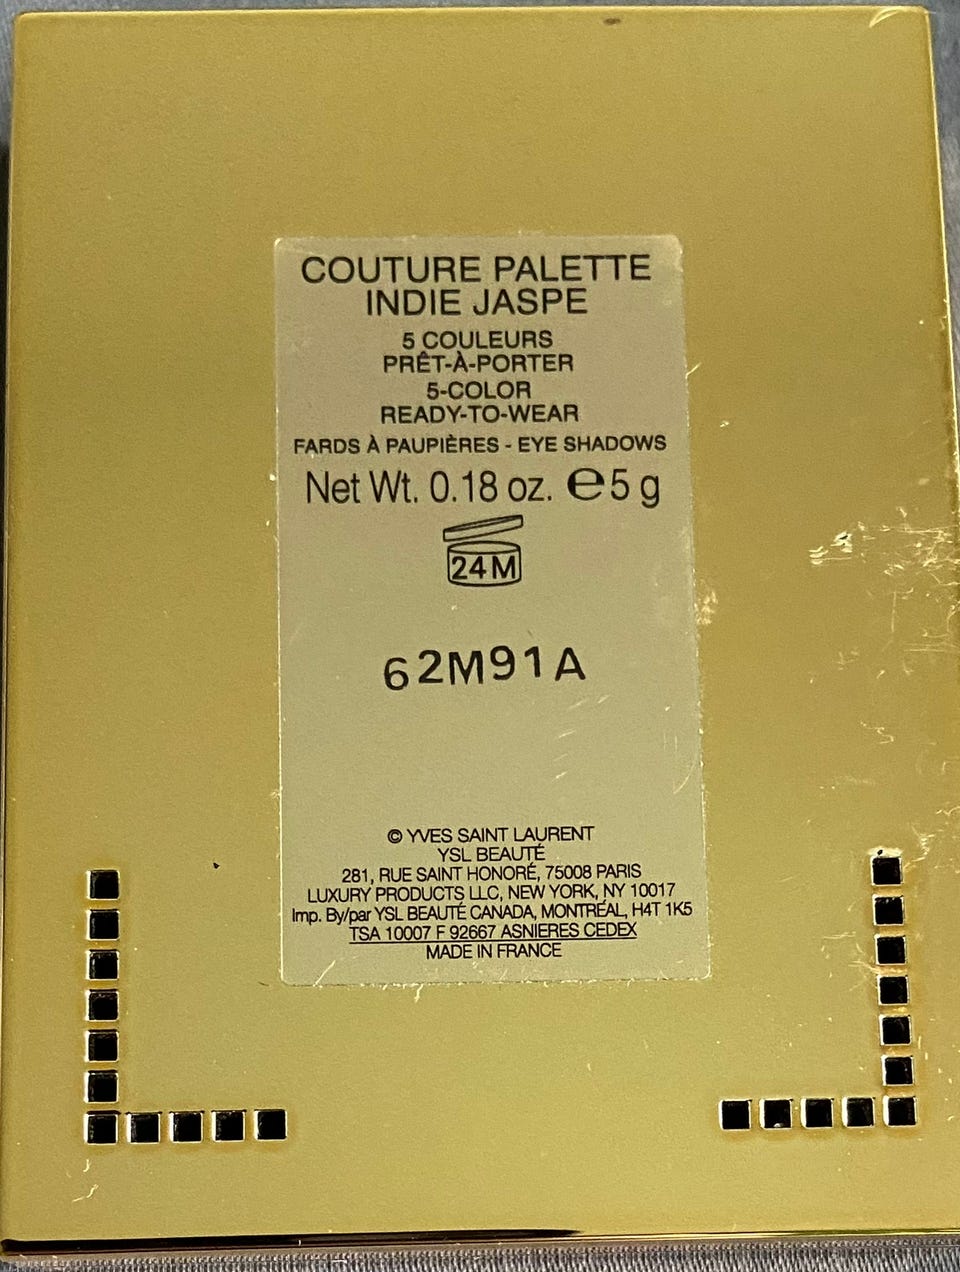 COUTURE PALETTE
INDIE JASPE
5 COULEURS
PRÊT-À-PORTER
5-COLOR
READY-TO-WEAR
FARDS À PAUPIÈRES - EYE SHADOWS
Net Wt. 0.18 oz. ℮5 g
24M
62M91A
© YVES SAINT LAURENT
YSL BEAUTÉ
281, RUE SAINT HONORÉ, 75008 PARIS
LUXURY PRODUCTS LLC, NEW YORK, NY 10017
Imp. By/par YSL BEAUTÉ CANADA, MONTRÉAL, H4T 1K5
TSA 10007 F 92667 ASNIERES CEDEX
MADE IN FRANCE